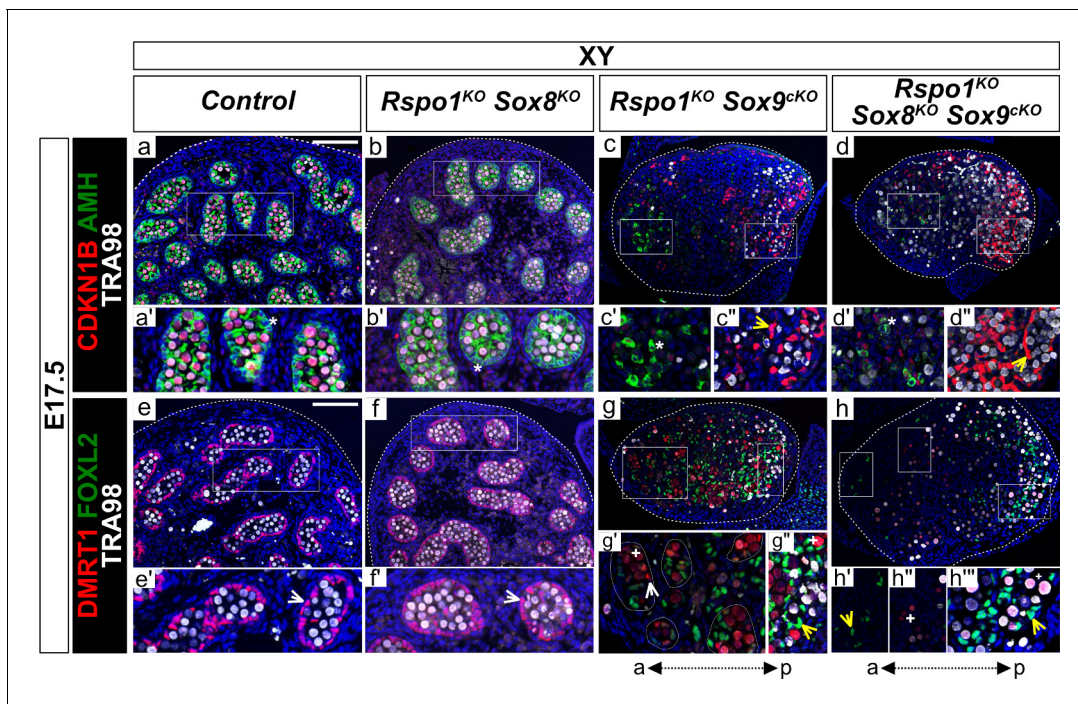 XY
Control
Rspo1KO Sox8KO
Rspo1KO Sox9cKO
Rspo1KO
Sox8KO Sox9cKO
E17.5
CDKN1B AMH
TRA98
a
b
c
d
a'
*
b'
*
c'
*
c"
d'
*
d"
DMRT1 FOXL2
TRA98
e
f
g
h
e'
f'
g'
+
g"
+
h'
h"
+
h'"
+
a
p
a
p